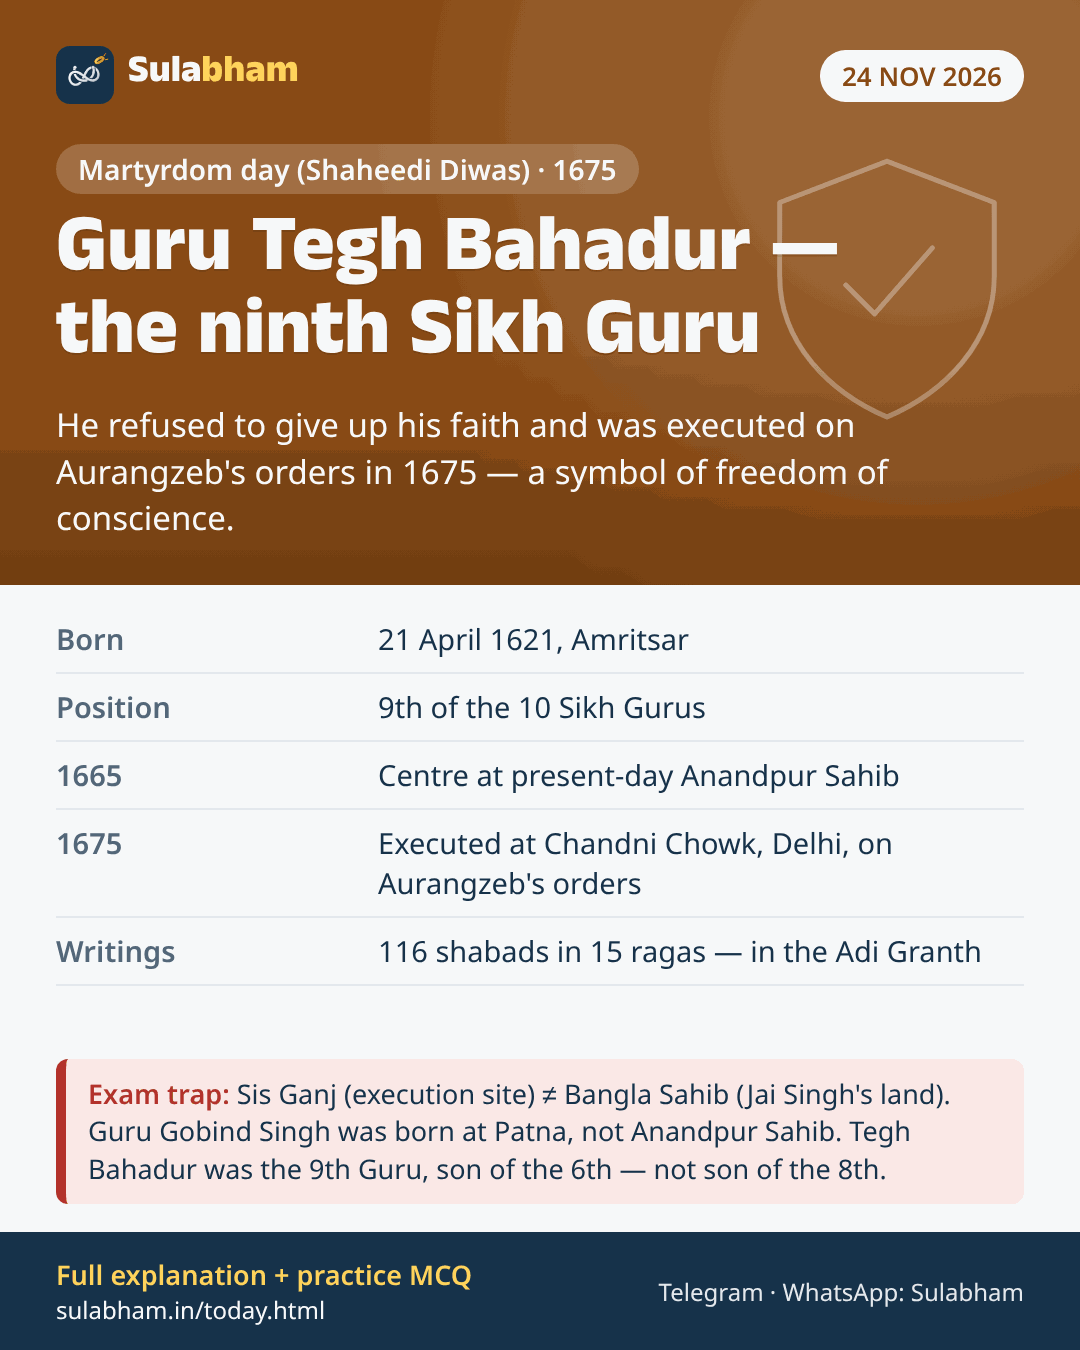 Sulabham
24 NOV 2026
Martyrdom day (Shaheedi Diwas) · 1675
Guru Tegh Bahadur —
the ninth Sikh Guru
He refused to give up his faith and was executed on
Aurangzeb's orders in 1675 — a symbol of freedom of
conscience.
Born 21 April 1621, Amritsar
Position 9th of the 10 Sikh Gurus
1665 Centre at present-day Anandpur Sahib
1675 Executed at Chandni Chowk, Delhi, on
Aurangzeb's orders
Writings 116 shabads in 15 ragas — in the Adi Granth
Exam trap: Sis Ganj (execution site) ≠ Bangla Sahib (Jai Singh's land).
Guru Gobind Singh was born at Patna, not Anandpur Sahib. Tegh
Bahadur was the 9th Guru, son of the 6th — not son of the 8th.
Full explanation + practice MCQ
sulabham.in/today.html
Telegram · WhatsApp: Sulabham